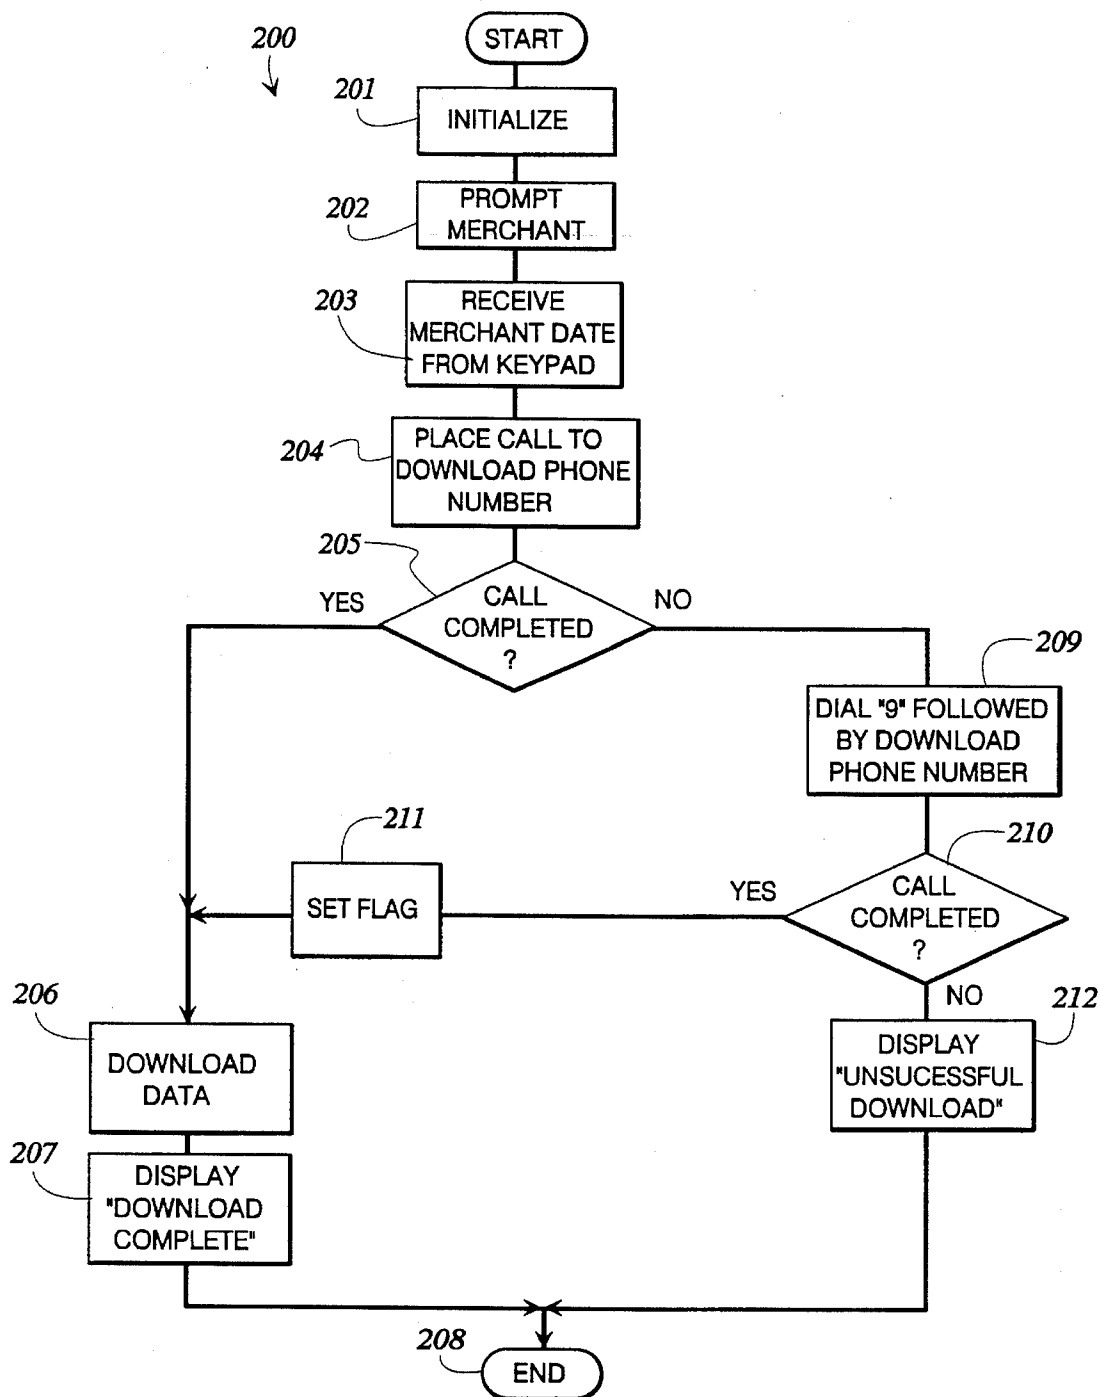 START
200
201
INITIALIZE
202
PROMPT
MERCHANT
203
RECEIVE
MERCHANT DATE
FROM KEYPAD
204
PLACE CALL TO
DOWNLOAD PHONE
NUMBER
205
YES
CALL
COMPLETED
?
NO
209
DIAL "9" FOLLOWED
BY DOWNLOAD
PHONE NUMBER
211
SET FLAG
210
YES
CALL
COMPLETED
?
NO
206
DOWNLOAD
DATA
212
DISPLAY
"UNSUCESSFUL
DOWNLOAD"
207
DISPLAY
"DOWNLOAD
COMPLETE"
208
END